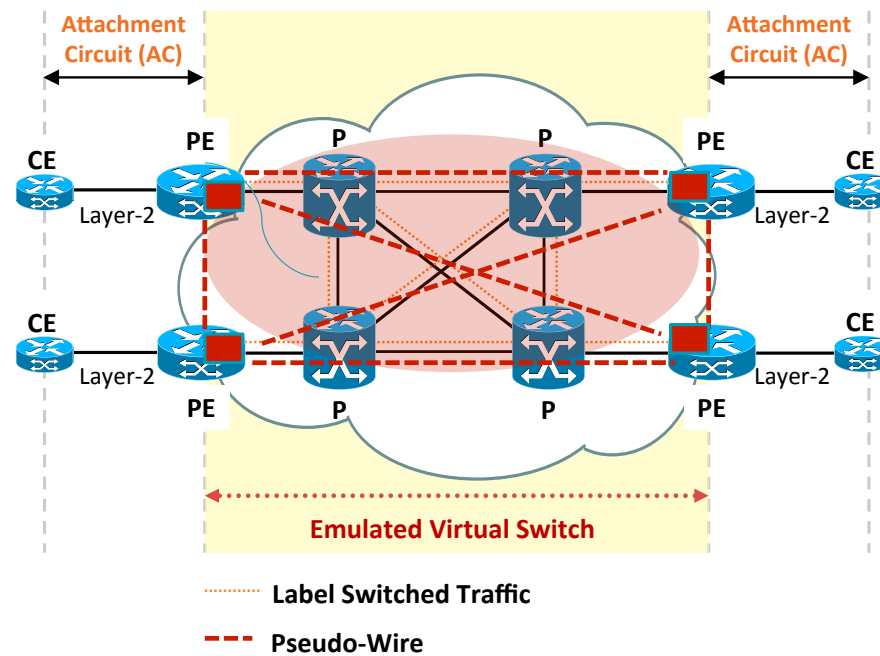 Attachment
Circuit (AC)
Attachment
Circuit (AC)
PE
P
P
PE
CE
CE
Layer-2
Layer-2
CE
CE
Layer-2
Layer-2
PE
P
P
PE
Emulated Virtual Switch
Label Switched Traffic
Pseudo-Wire